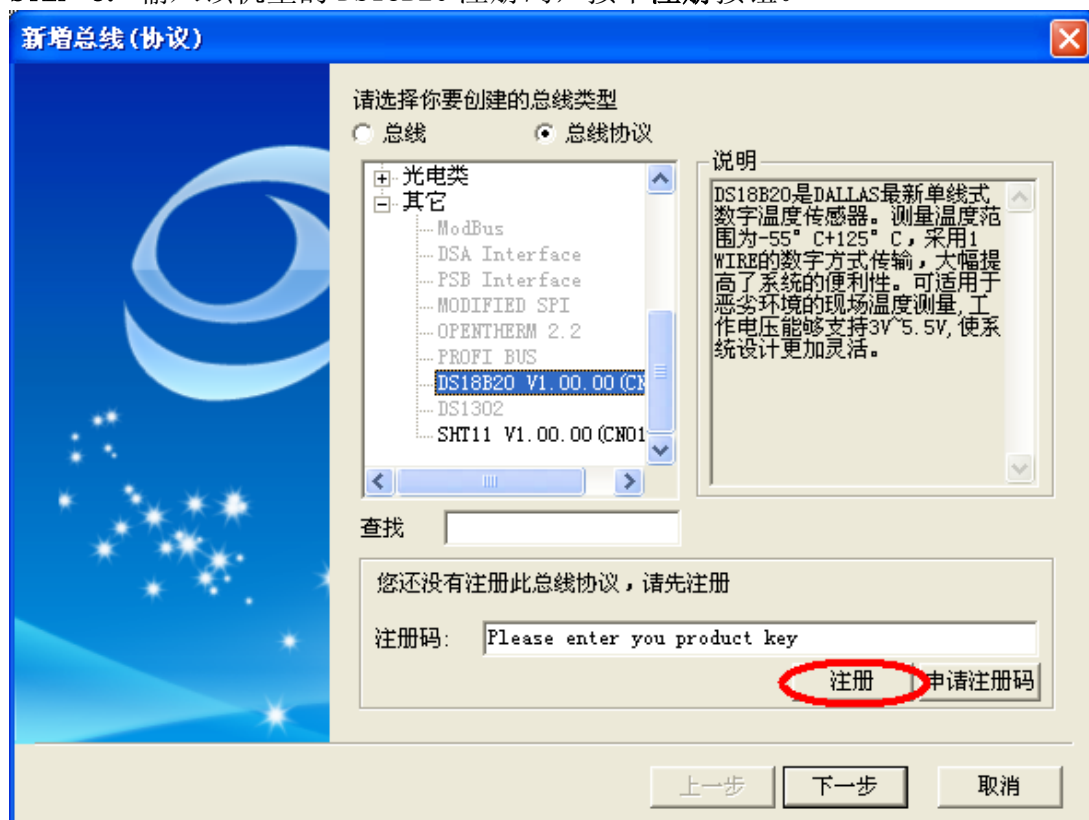 新增总线(协议)
请选择你要创建的总线类型
总线
总线协议
光电类
其它
ModBus
DSA Interface
PSB Interface
MODIFIED SPI
OPENTHERM 2.2
PROFI BUS
DS18B20 V1.00.00(CN
DS1302
SHT11 V1.00.00(CN01
说明
DS18B20是DALLAS最新单线式
数字温度传感器。测量温度范
围为-55° C+125° C,采用1
WIRE的数字方式传输,大幅提
高了系统的便利性。可适用于
恶劣环境的现场温度测量,工
作电压能够支持3V~5.5V,使系
统设计更加灵活。
查找
您还没有注册此总线协议,请先注册
注册码:
Please enter you product key
注册
申请注册码
上一步
下一步
取消